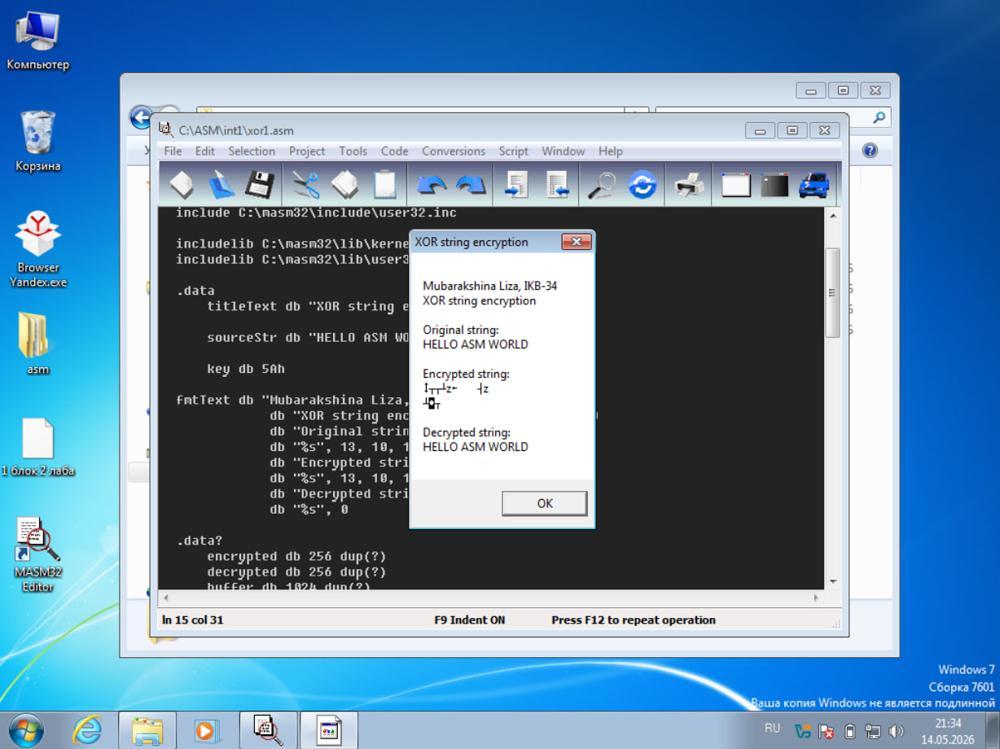 Компьютер
Корзина
Browser
Yandex.exe
asm
1 блок 2 лаба
MASM32
Editor
C:\ASM\int1\xor1.asm
File Edit Selection Project Tools Code Conversions Script Window Help
include C:\masm32\include\user32.inc
includelib C:\masm32\lib\kerne
includelib C:\masm32\lib\user3
.data
titleText db "XOR string e
sourceStr db "HELLO ASM WO
key db 5Ah
fmtText db "Mubarakshina Liza,
db "XOR string enc
db "Original strin
db "%s", 13, 10, 1
db "Encrypted stri
db "%s", 13, 10, 1
db "Decrypted stri
db "%s", 0
.data?
encrypted db 256 dup(?)
decrypted db 256 dup(?)
buffer db 1024 dup(?)
ln 15 col 31 F9 Indent ON Press F12 to repeat operation
XOR string encryption
Mubarakshina Liza, IKB-34
XOR string encryption
Original string:
HELLO ASM WORLD
Encrypted string:
↕┬┬┴z← ┤z
Decrypted string:
HELLO ASM WORLD
OK
Windows 7
Сборка 7601
Ваша копия Windows не является подлинной
RU
21:34
14.05.2026